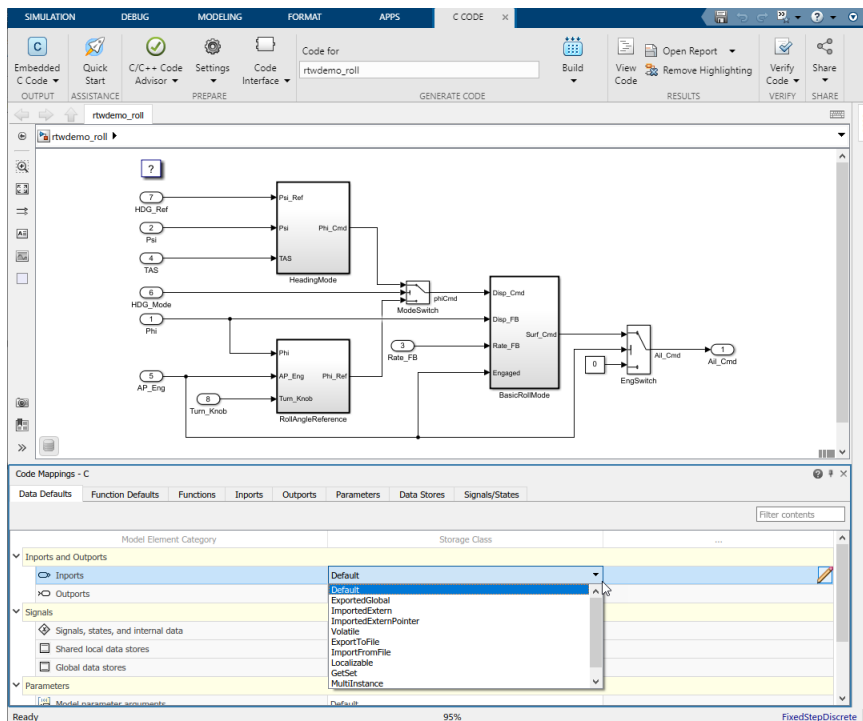 SIMULATION DEBUG MODELING FORMAT APPS C CODE
Embedded C Code
Quick Start
C/C++ Code Advisor
Settings
Code Interface
Code for
rtwdemo_roll
Build
View Code
Open Report
Remove Highlighting
Verify Code
Share
OUTPUT ASSISTANCE PREPARE GENERATE CODE RESULTS VERIFY SHARE
rtwdemo_roll
rtwdemo_roll
?
7
HDG_Ref
2
Psi
4
TAS
Psi_Ref
Psi Phi_Cmd
TAS
HeadingMode
6
HDG_Mode
1
Phi
phiCmd
ModeSwitch
Phi
AP_Eng Phi_Ref
Turn_Knob
RollAngleReference
5
AP_Eng
8
Turn_Knob
3
Rate_FB
Disp_Cmd
Disp_FB
Surf_Cmd
Rate_FB
Engaged
BasicRollMode
0
Ail_Cmd
EngSwitch
1
Ail_Cmd
Code Mappings - C
Data Defaults Function Defaults Functions Inports Outports Parameters Data Stores Signals/States
Filter contents
Model Element Category Storage Class ...
Inports and Outports
Inports Default
Outports
Default
ExportedGlobal
ImportedExtern
ImportedExternPointer
Volatile
ExportToFile
ImportFromFile
Localizable
GetSet
MultiInstance
Signals
Signals, states, and internal data
Shared local data stores
Global data stores
Parameters
Model parameter arguments Default
Ready 95% FixedStepDiscrete